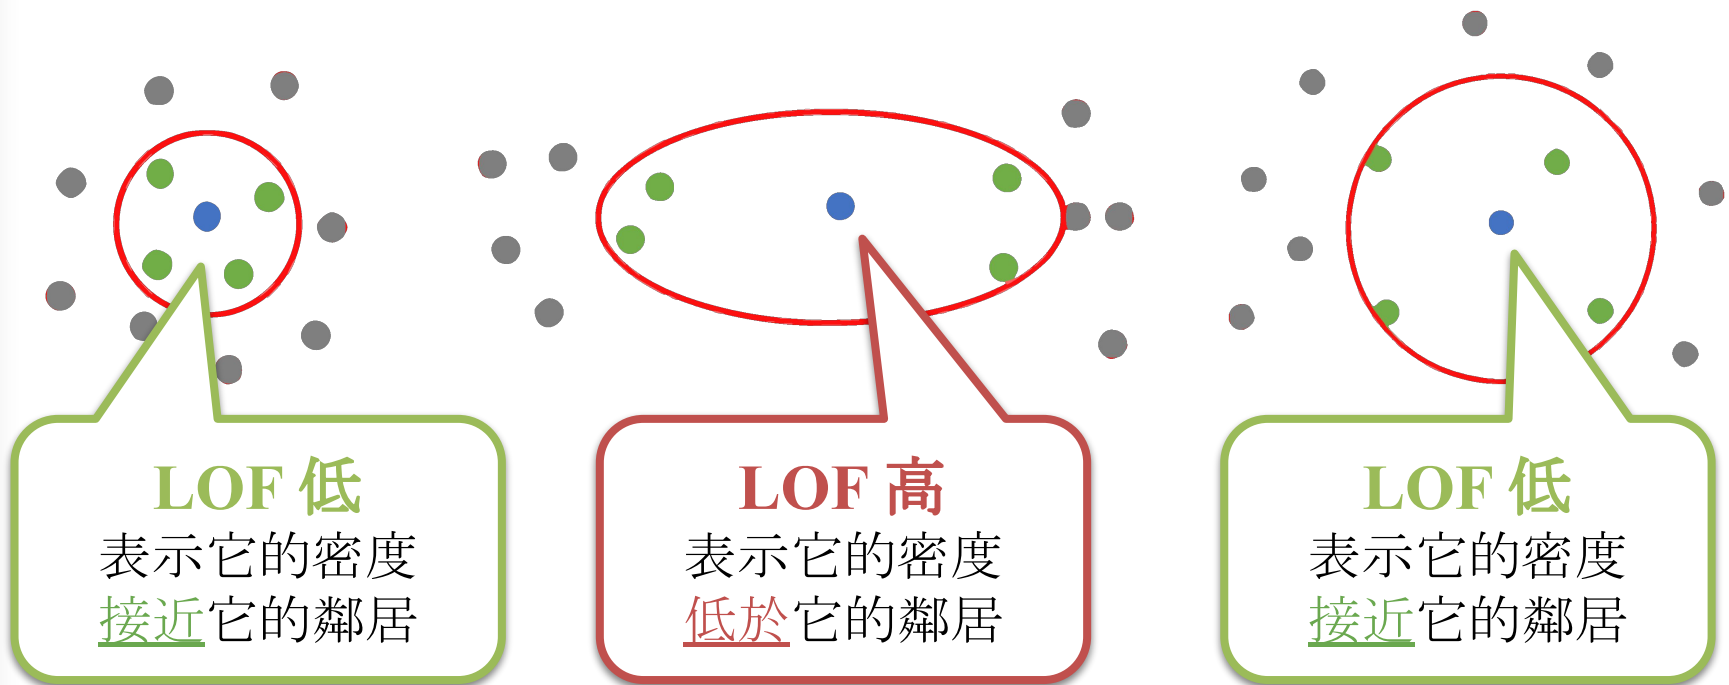 LOF 低
表示它的密度
接近它的鄰居
LOF 高
表示它的密度
低於它的鄰居
LOF 低
表示它的密度
接近它的鄰居